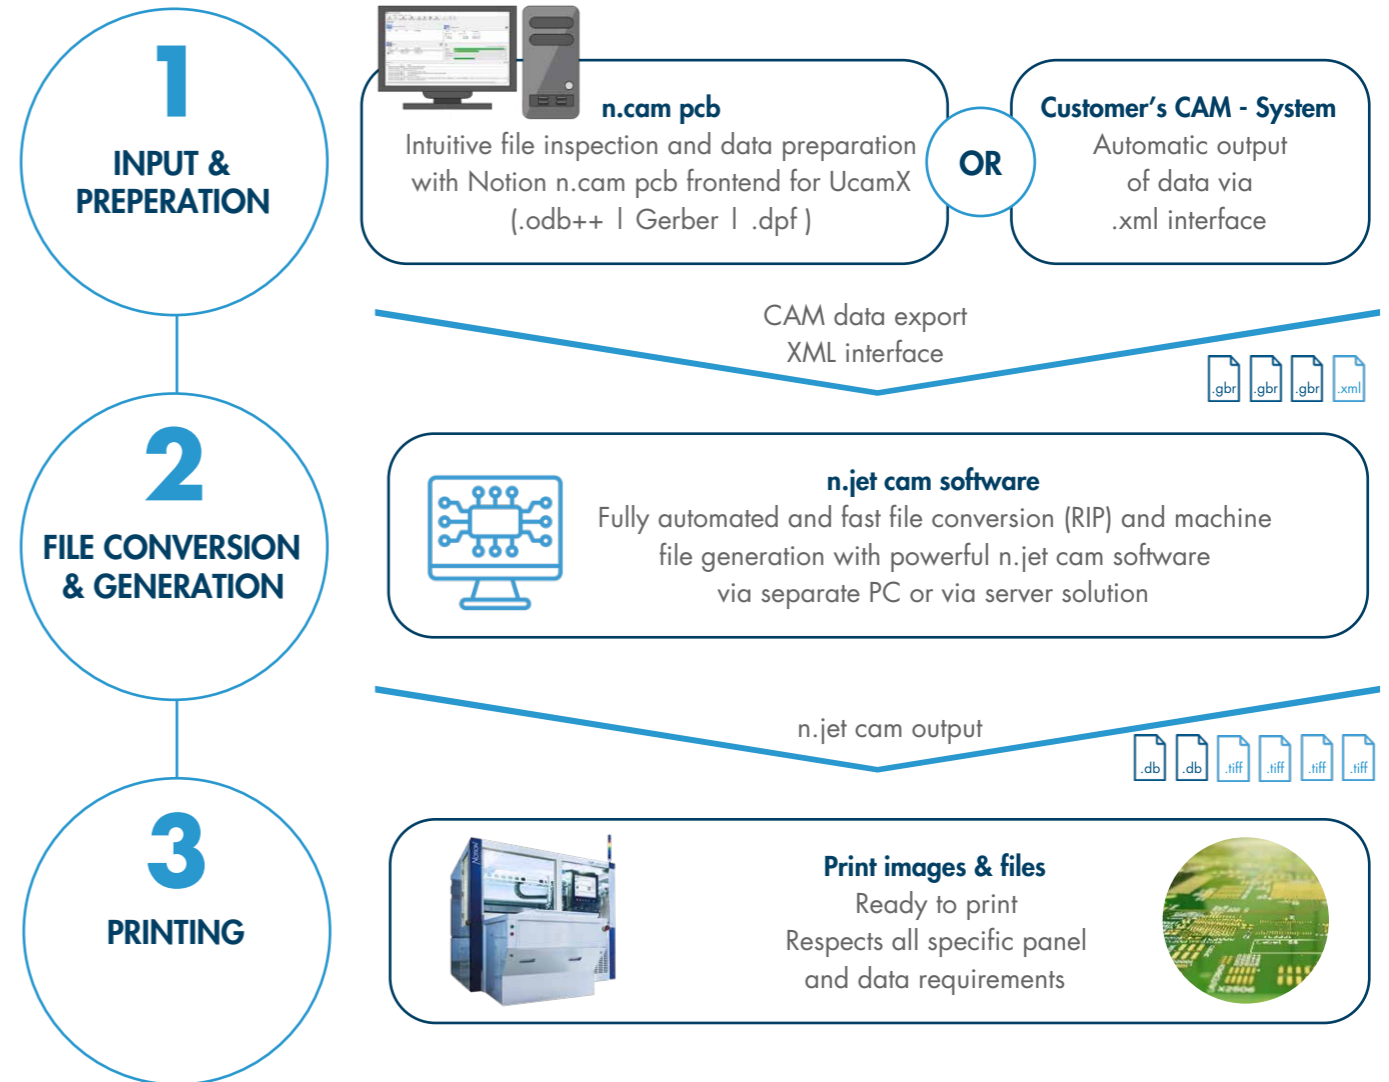 1
INPUT &
PREPERATION
n.cam pcb
Intuitive file inspection and data preparation
with Notion n.cam pcb frontend for UcamX
(.odb++ | Gerber | .dpf )
OR
Customer's CAM - System
Automatic output
of data via
.xml interface
CAM data export
XML interface
.gbr .gbr .gbr .xml
2
FILE CONVERSION
& GENERATION
n.jet cam software
Fully automated and fast file conversion (RIP) and machine
file generation with powerful n.jet cam software
via separate PC or via server solution
n.jet cam output
.db .db .tiff .tiff .tiff .tiff
3
PRINTING
NOTION
Print images & files
Ready to print
Respects all specific panel
and data requirements
X2506